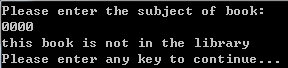 Please enter the subject of book:
0000
this book is not in the library
Please enter any key to continue...